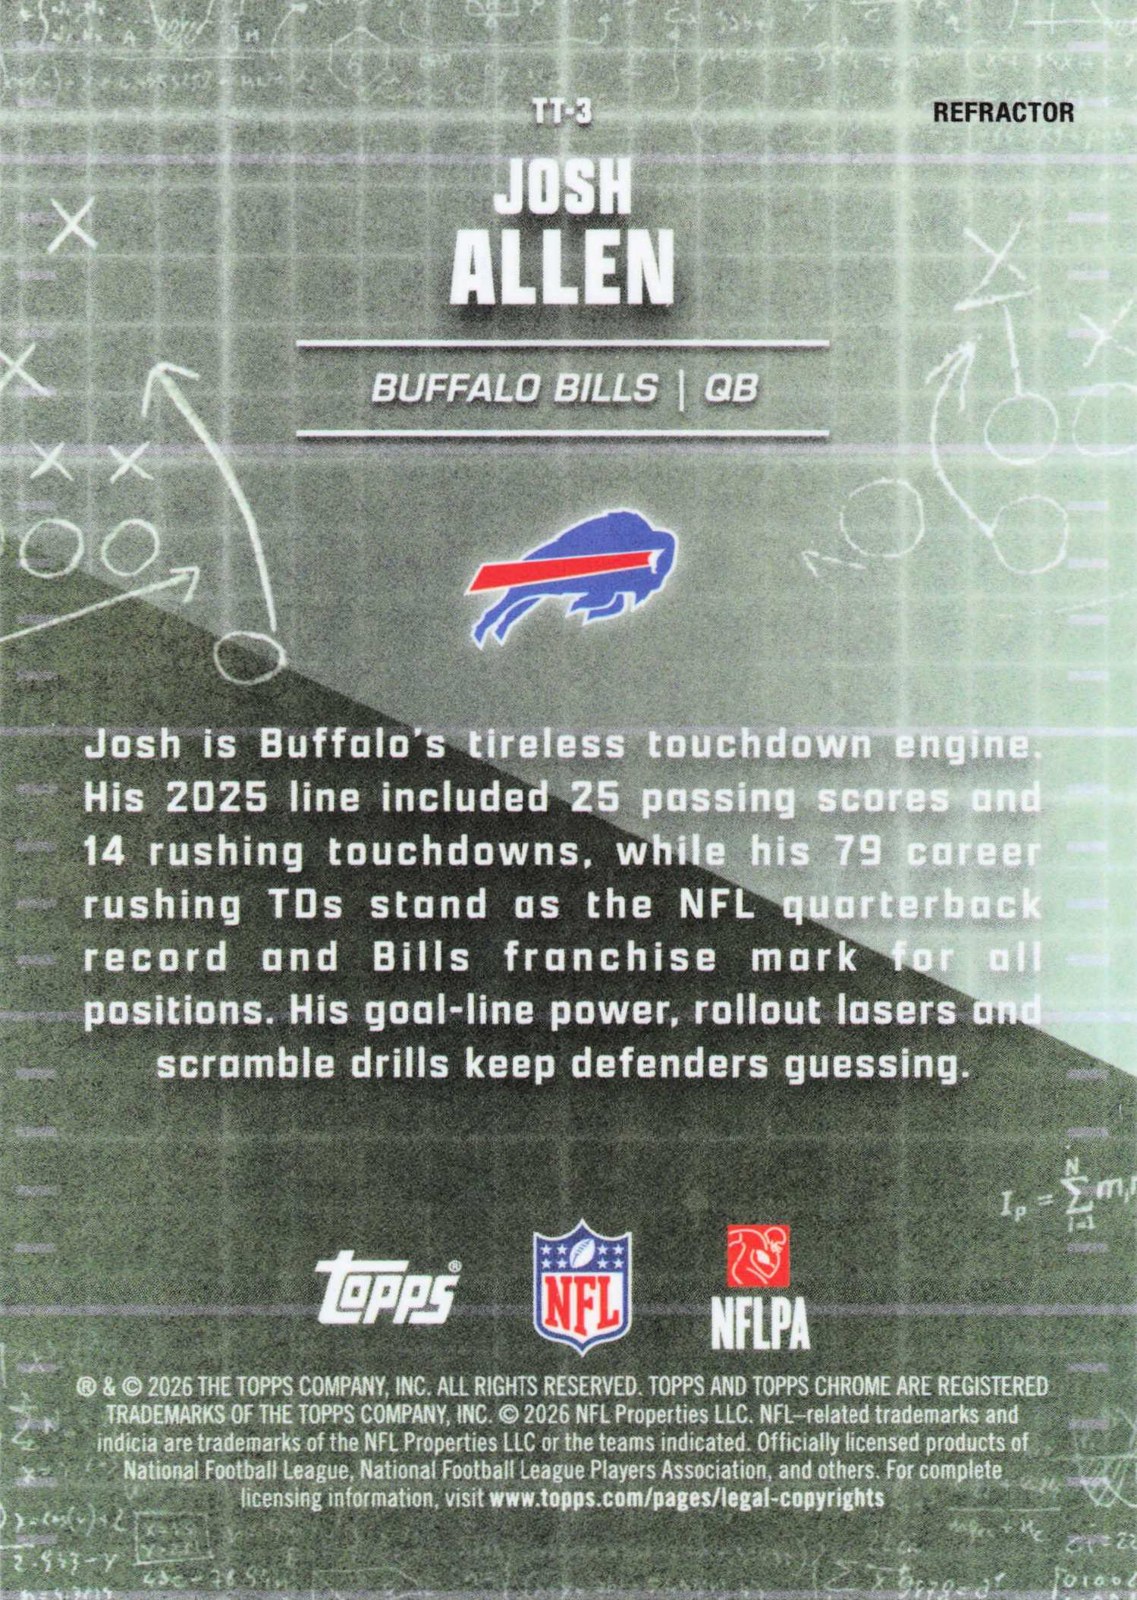 TT-3
REFRACTOR
JOSH
ALLEN
BUFFALO BILLS | QB
Josh is Buffalo's tireless touchdown engine.
His 2025 line included 25 passing scores and
14 rushing touchdowns, while his 79 career
rushing TDs stand as the NFL quarterback
record and Bills franchise mark for all
positions. His goal-line power, rollout lasers and
scramble drills keep defenders guessing.
topps®
NFL
NFLPA
® & © 2026 THE TOPPS COMPANY, INC. ALL RIGHTS RESERVED. TOPPS AND TOPPS CHROME ARE REGISTERED
TRADEMARKS OF THE TOPPS COMPANY, INC. © 2026 NFL Properties LLC. NFL–related trademarks and
indicia are trademarks of the NFL Properties LLC or the teams indicated. Officially licensed products of
National Football League, National Football League Players Association, and others. For complete
licensing information, visit www.topps.com/pages/legal-copyrights